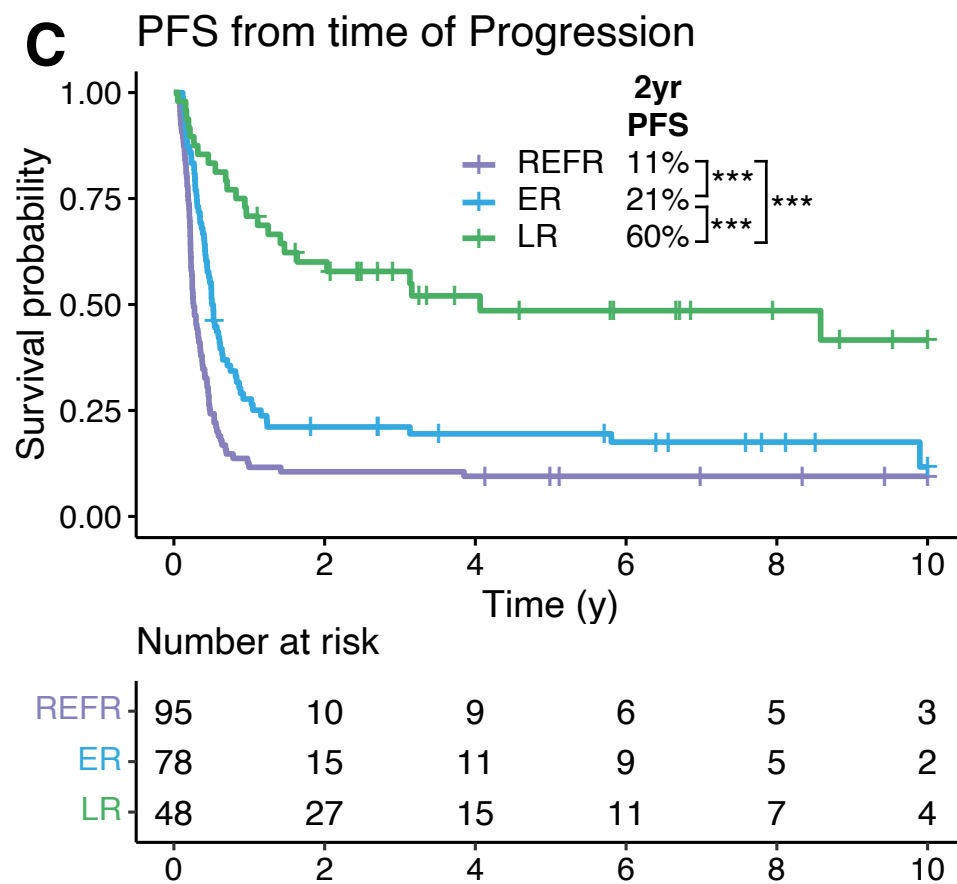 C PFS from time of Progression
2yr
PFS
REFR 11%
ER 21% ***
LR 60% ***
***
Survival probability
1.00
0.75
0.50
0.25
0.00
0 2 4 6 8 10
Time (y)
Number at risk
REFR 95 10 9 6 5 3
ER 78 15 11 9 5 2
LR 48 27 15 11 7 4
0 2 4 6 8 10